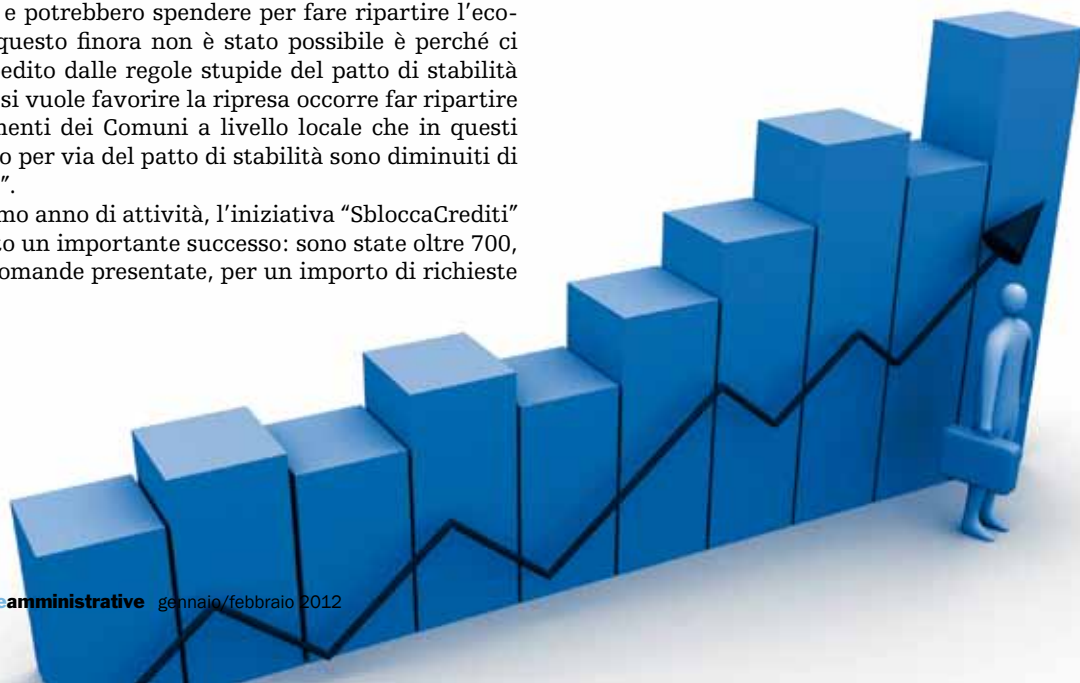 e potrebbero spendere per fare ripartire l'eco-
questo finora non è stato possibile è perché ci
edito dalle regole stupide del patto di stabilità
si vuole favorire la ripresa occorre far ripartire
menti dei Comuni a livello locale che in questi
o per via del patto di stabilità sono diminuiti di
".
mo anno di attività, l'iniziativa "SbloccaCrediti"
to un importante successo: sono state oltre 700,
omande presentate, per un importo di richieste
eamministrative gennaio/febbraio 2012